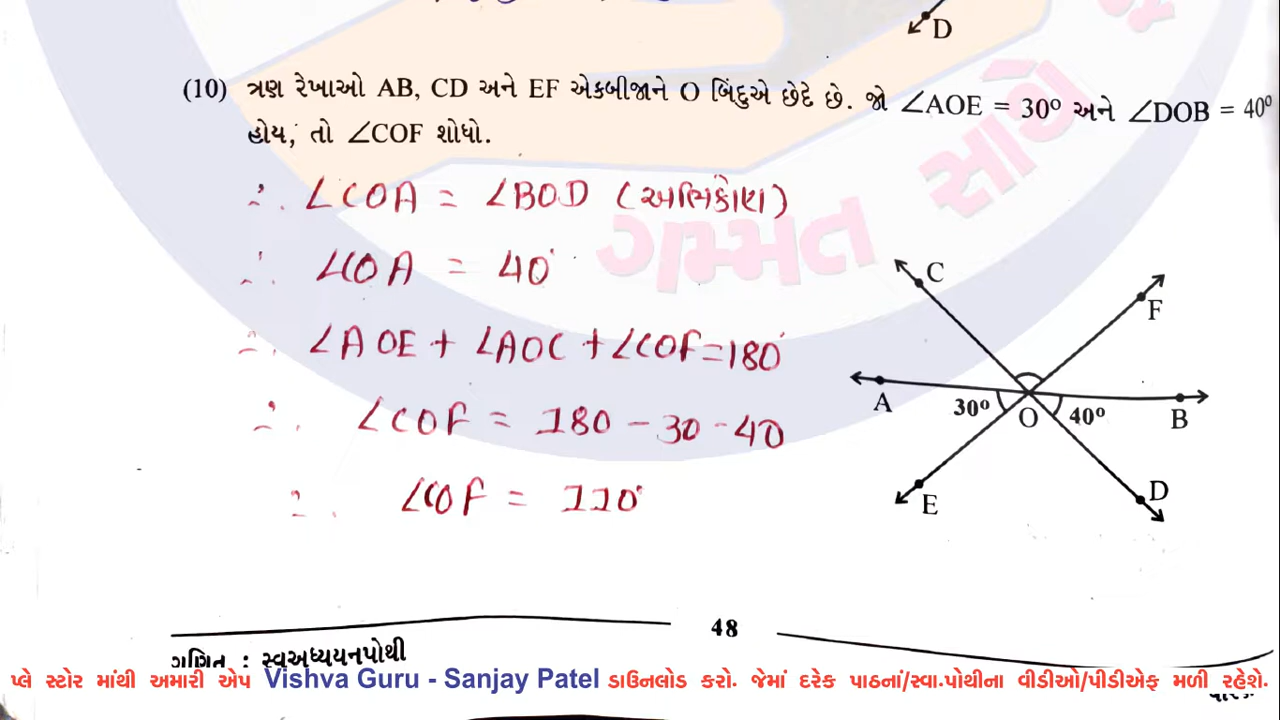 D
(10) ત્રણ રેખાઓ AB, CD અને EF એકબીજાને O બિંદુએ છેદે છે. જો ∠AOE = 30° અને ∠DOB = 40°
હોય, તો ∠COF શોધો.
∴ ∠COA = ∠BOD (અભિકોણ)
∴ ∠COA = 40°
∴ ∠AOE + ∠AOC + ∠COF = 180°
∴ ∠COF = 180 - 30 - 40
∴ ∠COF = 110°
C
F
A
30°
O
40°
B
E
D
ગમ્મત સાથે
48
ગણિત : સ્વઅધ્યયનપોથી
પ્લે સ્ટોર માંથી અમારી એપ Vishva Guru - Sanjay Patel ડાઉનલોડ કરો. જેમાં દરેક પાઠનાં/સ્વા.પોથીના વીડીઓ/પીડીએફ મળી રહેશે.